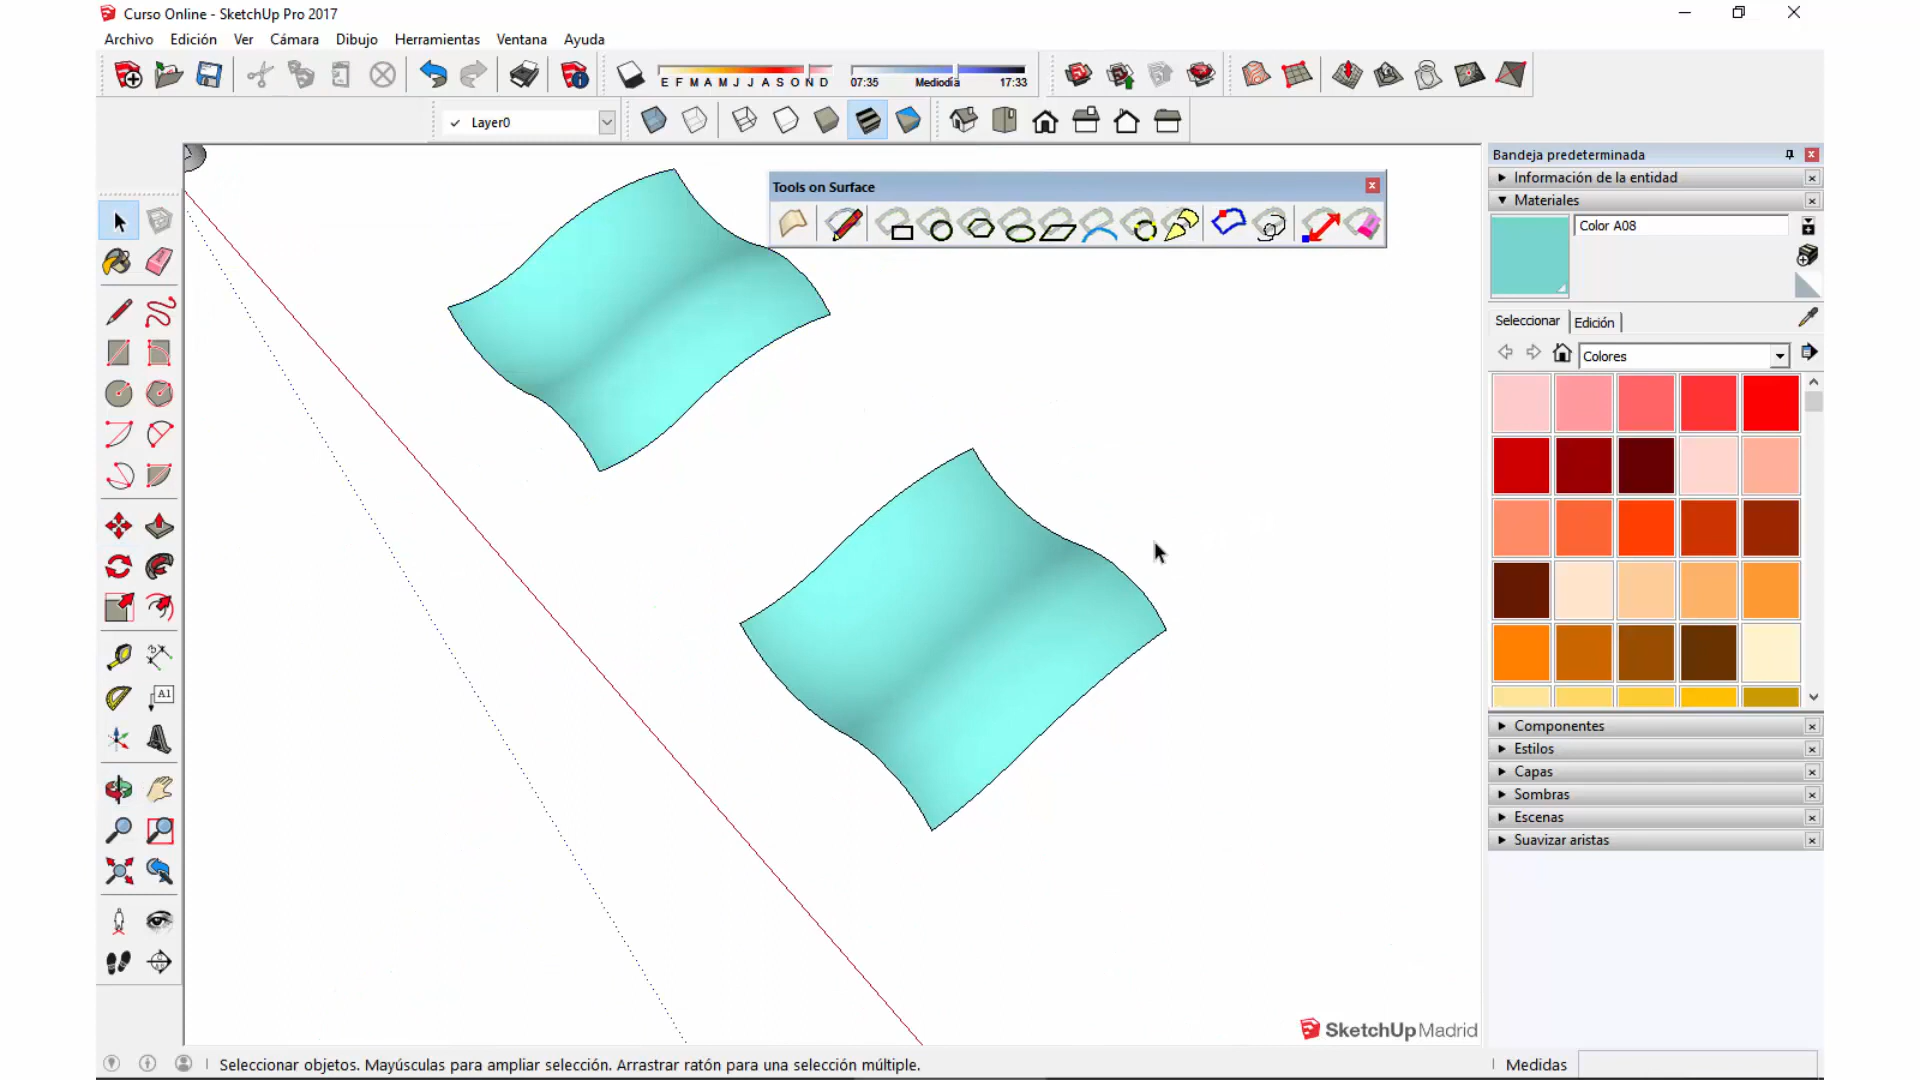 Curso Online - SketchUp Pro 2017
Archivo Edición Ver Cámara Dibujo Herramientas Ventana Ayuda
E F M A M J J A S O N D
07:35 Mediodía 17:33
Layer0
Tools on Surface
A1
Bandeja predeterminada
Información de la entidad
Materiales
Color A08
Seleccionar Edición
Colores
Componentes
Estilos
Capas
Sombras
Escenas
Suavizar aristas
SketchUp Madrid
Seleccionar objetos. Mayúsculas para ampliar selección. Arrastrar ratón para una selección múltiple.
Medidas